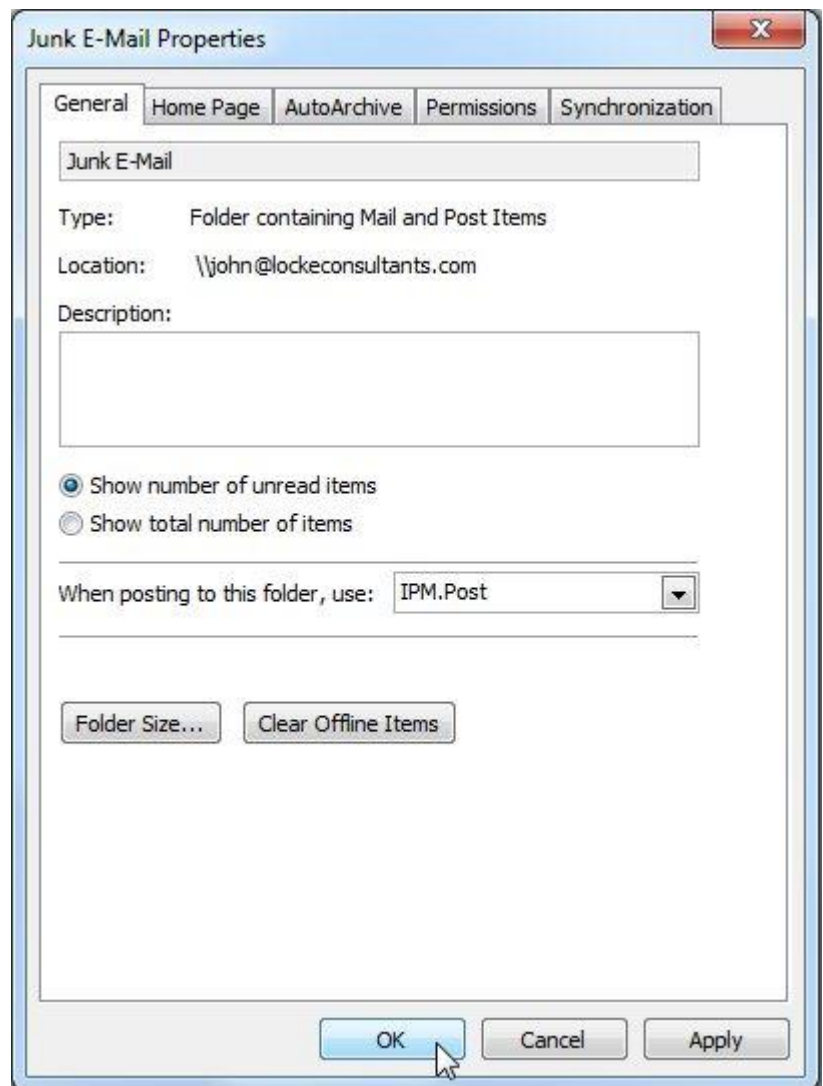 Junk E-Mail Properties
General Home Page AutoArchive Permissions Synchronization
Junk E-Mail
Type: Folder containing Mail and Post Items
Location: \\john@lockeconsultants.com
Description:
Show number of unread items
Show total number of items
When posting to this folder, use: IPM.Post
Folder Size... Clear Offline Items
OK Cancel Apply